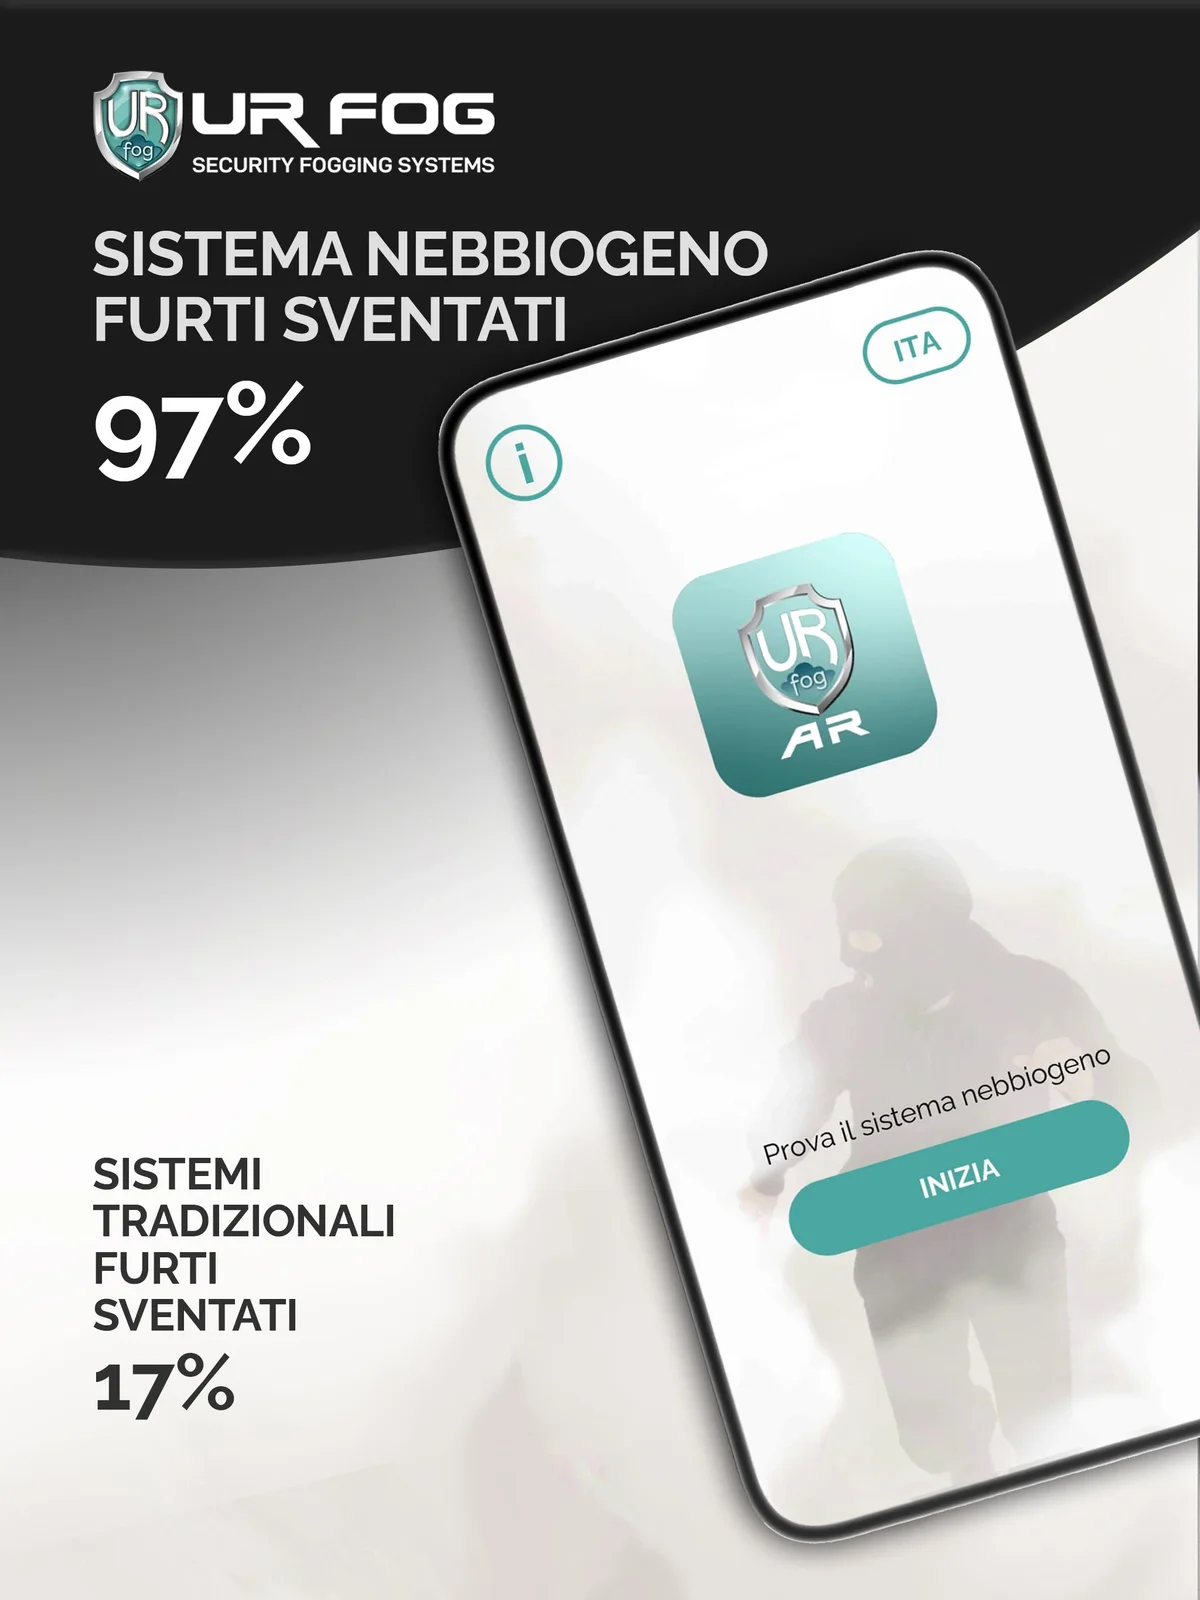 UR
fog
UR FOG
SECURITY FOGGING SYSTEMS
SISTEMA NEBBIOGENO
FURTI SVENTATI
97%
ITA
i
UR
fog
AR
Prova il sistema nebbiogeno
INIZIA
SISTEMI
TRADIZIONALI
FURTI
SVENTATI
17%